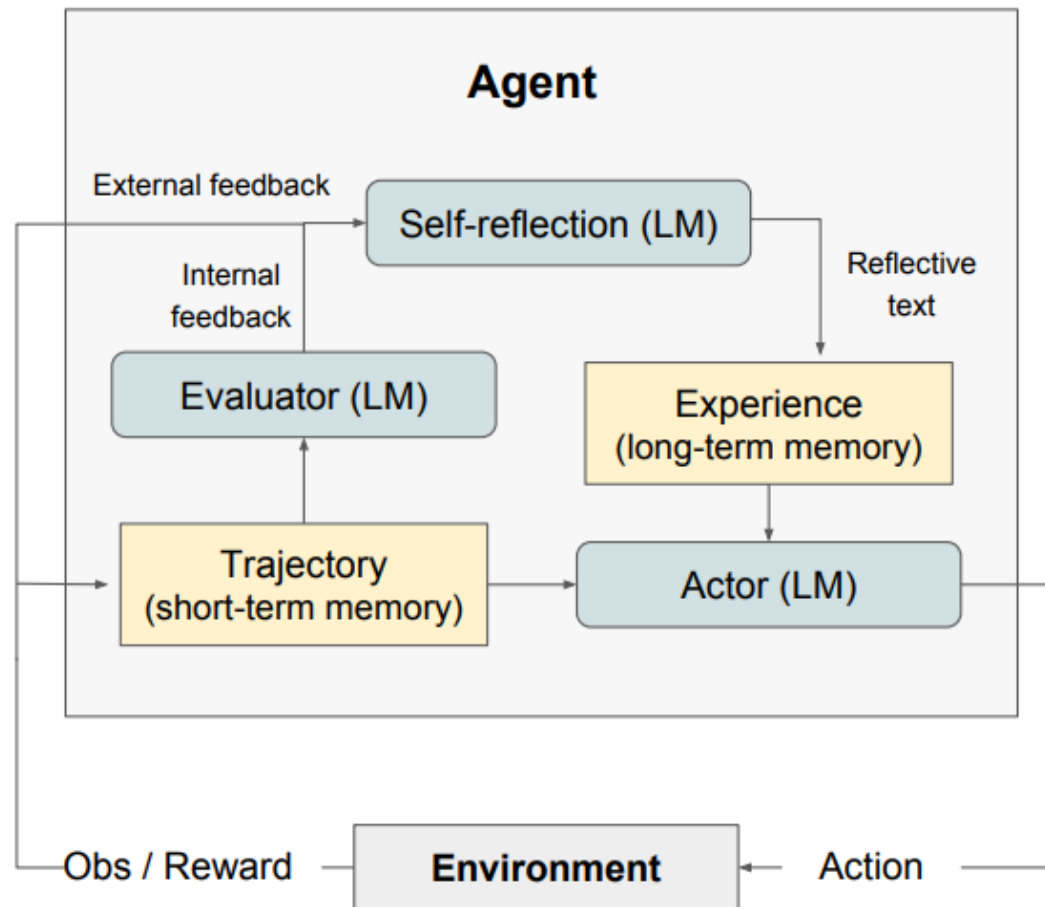 Agent
External feedback
Self-reflection (LM)
Internal
feedback
Reflective
text
Evaluator (LM)
Experience
(long-term memory)
Trajectory
(short-term memory)
Actor (LM)
Obs / Reward
Environment
Action